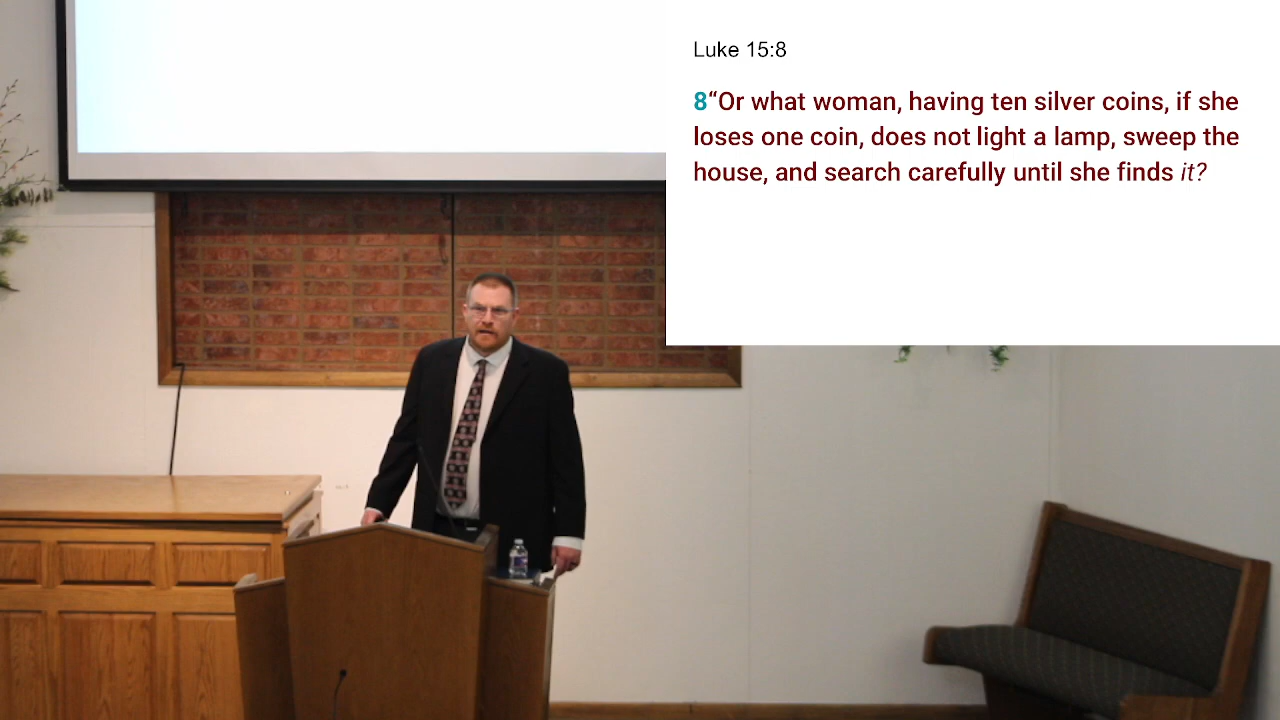 Luke 15:8
8“Or what woman, having ten silver coins, if she
loses one coin, does not light a lamp, sweep the
house, and search carefully until she finds it?